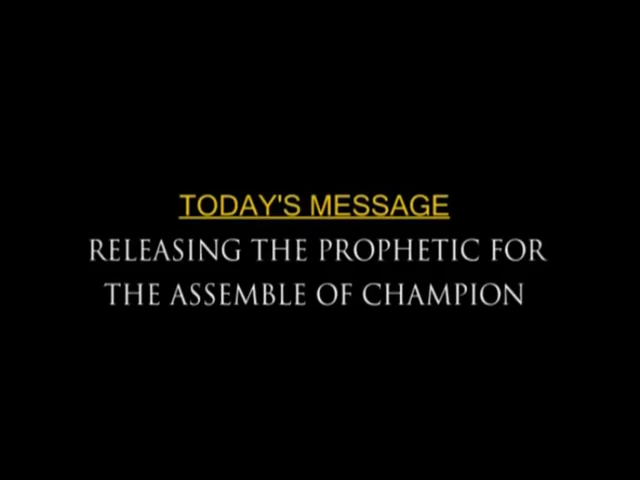 TODAY'S MESSAGE
RELEASING THE PROPHETIC FOR
THE ASSEMBLE OF CHAMPION